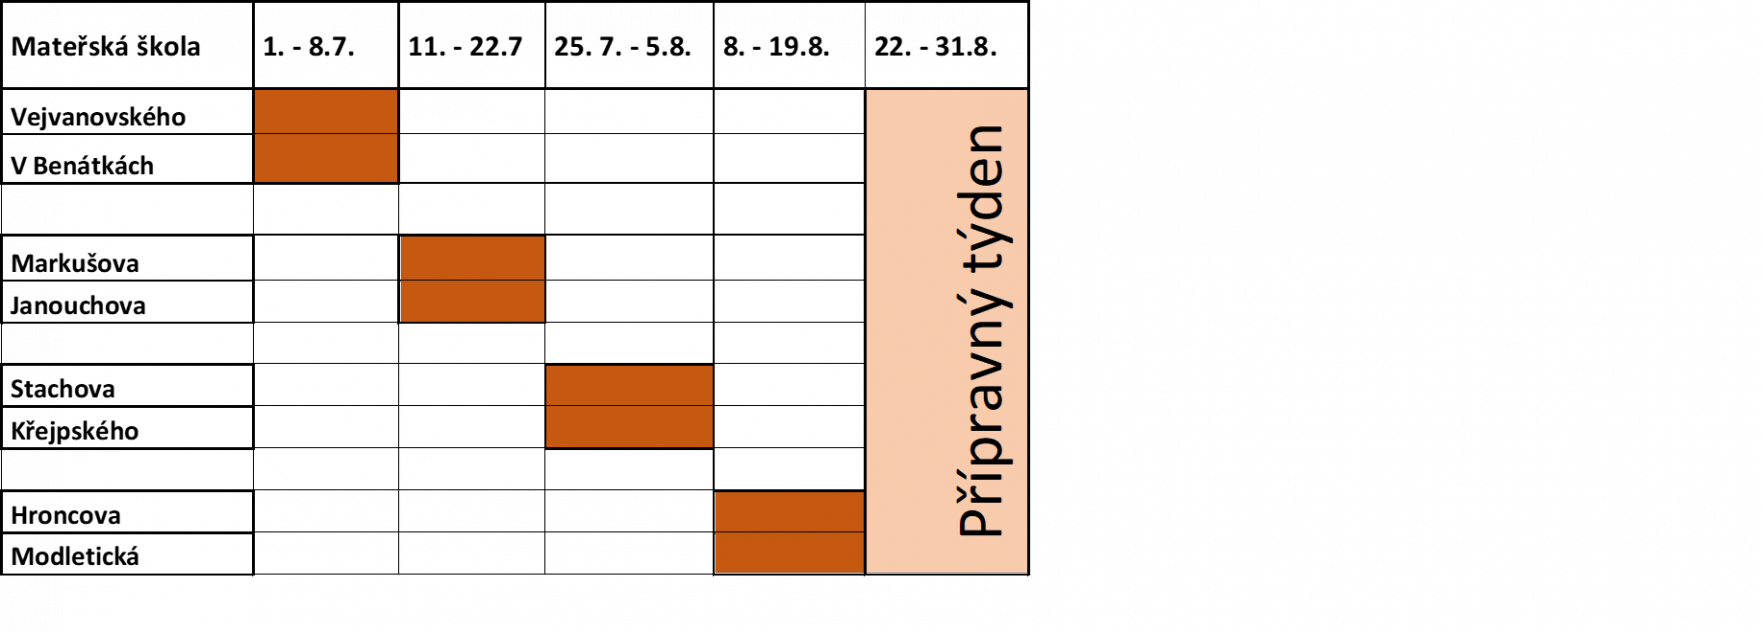 Mateřská škola 1. - 8.7. 11. - 22.7 25. 7. - 5.8. 8. - 19.8. 22. - 31.8.
Vejvanovského
V Benátkách
Markušova
Janouchova
Stachova
Křejpského
Hroncova
Modletická
Přípravný týden